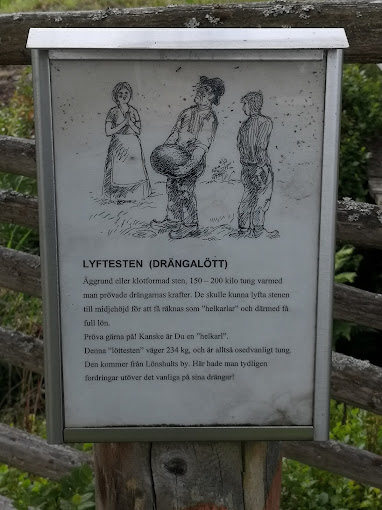 LYFTESTEN (DRÄNGALÖTT)
Äggrund eller klotformad sten, 150 – 200 kilo tung varmed
man prövade drängarnas krafter. De skulle kunna lyfta stenen
till midjehöjd för att få räknas som "helkarlar" och därmed få
full lön.
Pröva gärna på! Kanske är Du en "helkarl".
Denna "löttesten" väger 234 kg, och är alltså osedvanligt tung.
Den kommer från Lönshults by. Här hade man tydligen
fordringar utöver det vanliga på sina drängar!